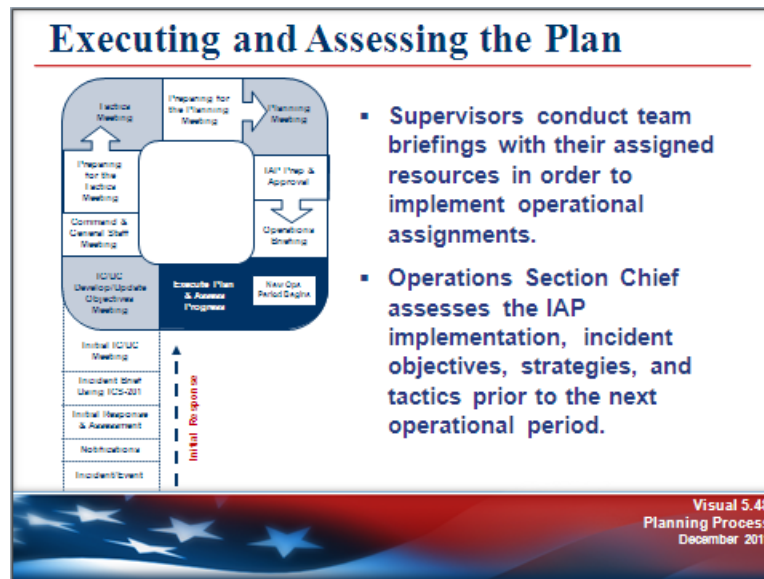 Executing and Assessing the Plan
Tactics
Meeting
Preparing for
the Planning
Meeting
Planning
Meeting
Preparing
for the
Tactics
Meeting
IAP Prep &
Approval
Command &
General Staff
Meeting
Operations
Briefing
IC/UC
Develop/Update
Objectives
Meeting
Execute Plan
& Assess
Progress
New Ops
Period Begins
Initial IC/UC
Meeting
Incident Brief
Using ICS-201
Initial Response
& Assessment
Notifications
Incident/Event
Initial Response
▪ Supervisors conduct team
briefings with their assigned
resources in order to
implement operational
assignments.
▪ Operations Section Chief
assesses the IAP
implementation, incident
objectives, strategies, and
tactics prior to the next
operational period.
Visual 5.48
Planning Process
December 201